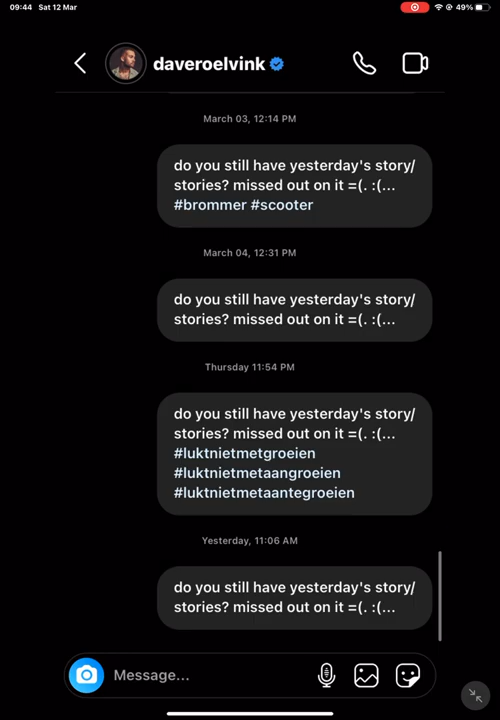 09:44 Sat 12 Mar 49%
daveroelvink
March 03, 12:14 PM
do you still have yesterday's story/
stories? missed out on it =(. :(...
#brommer #scooter
March 04, 12:31 PM
do you still have yesterday's story/
stories? missed out on it =(. :(...
Thursday 11:54 PM
do you still have yesterday's story/
stories? missed out on it =(. :(...
#luktnietmetgroeien
#luktnietmetaangroeien
#luktnietmetaantegroeien
Yesterday, 11:06 AM
do you still have yesterday's story/
stories? missed out on it =(. :(...
Message...